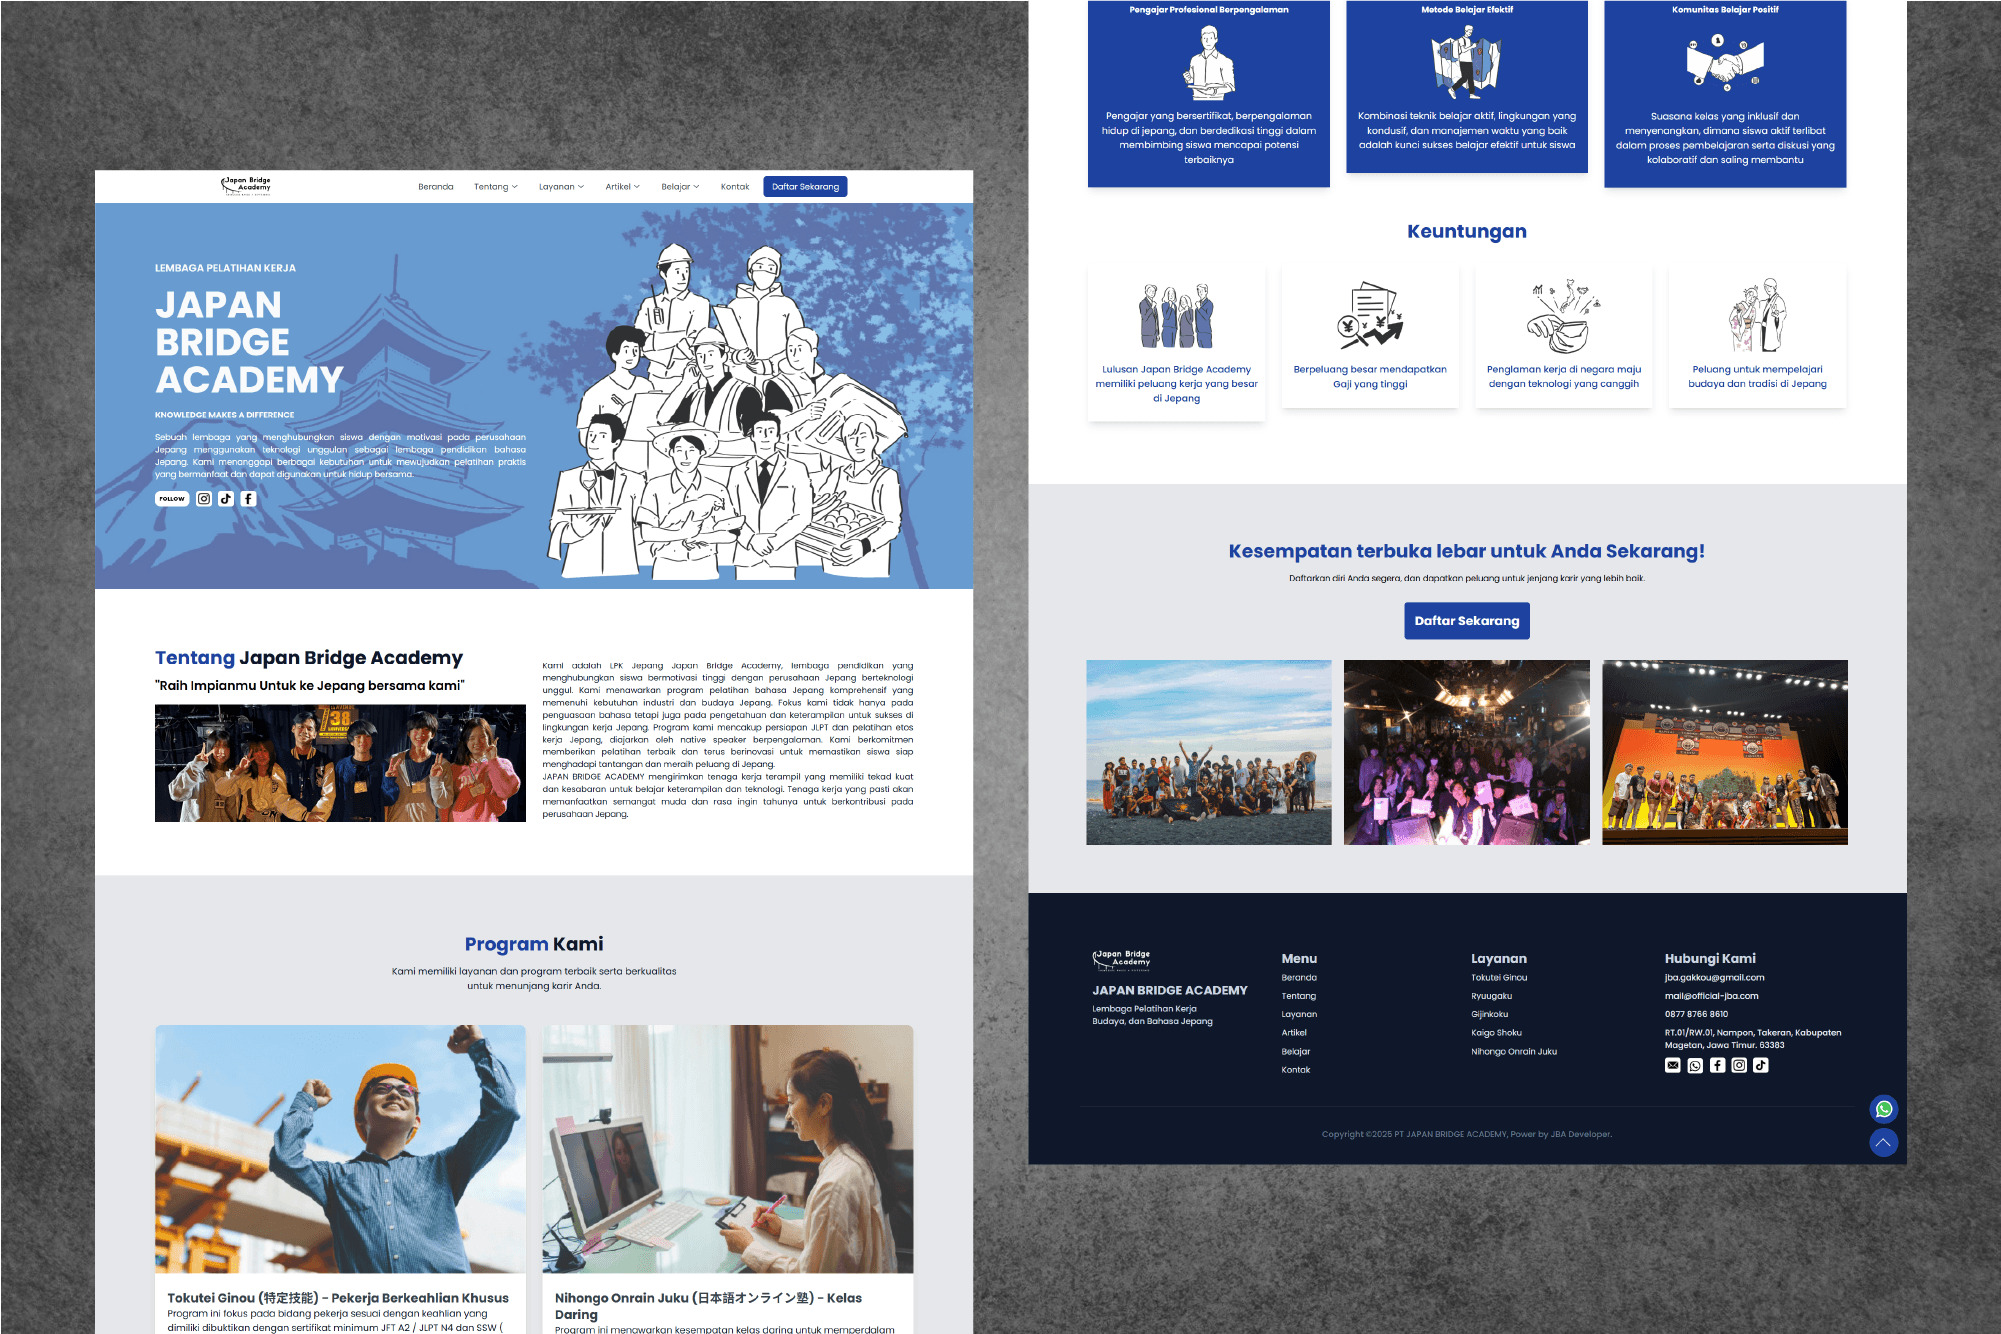 Japan Bridge
Academy
Beranda
Tentang
Layanan
Artikel
Belajar
Kontak
Daftar Sekarang
LEMBAGA PELATIHAN KERJA
JAPAN
BRIDGE
ACADEMY
KNOWLEDGE MAKES A DIFFERENCE
Sebuah lembaga yang menghubungkan siswa dengan motivasi pada perusahaan
Jepang menggunakan teknologi unggulan sebagai lembaga pendidikan bahasa
Jepang. Kami menanggapi berbagai kebutuhan untuk mewujudkan pelatihan praktis
yang bermanfaat dan dapat digunakan untuk hidup bersama.
FOLLOW
Tentang Japan Bridge Academy
"Raih Impianmu Untuk ke Jepang bersama kami"
38
Kami adalah LPK Jepang Japan Bridge Academy, lembaga pendidikan yang
menghubungkan siswa bermotivasi tinggi dengan perusahaan Jepang berteknologi
unggul. Kami menawarkan program pelatihan bahasa Jepang komprehensif yang
memenuhi kebutuhan industri dan budaya Jepang. Fokus kami tidak hanya pada
penguasaan bahasa tetapi juga pada pengetahuan dan keterampilan untuk sukses di
lingkungan kerja Jepang. Program kami mencakup persiapan JLPT dan pelatihan etos
kerja Jepang, diajarkan oleh native speaker berpengalaman. Kami berkomitmen
memberikan pelatihan terbaik dan terus berinovasi untuk memastikan siswa siap
menghadapi tantangan dan meraih peluang di Jepang.
JAPAN BRIDGE ACADEMY mengirimkan tenaga kerja terampil yang memiliki tekad kuat
dan kesabaran untuk belajar keterampilan dan teknologi. Tenaga kerja yang pasti akan
memanfaatkan semangat muda dan rasa ingin tahunya untuk berkontribusi pada
perusahaan Jepang.
Program Kami
Kami memiliki layanan dan program terbaik serta berkualitas
untuk menunjang karir Anda.
Tokutei Ginou (特定技能) - Pekerja Berkeahlian Khusus
Program ini fokus pada bidang pekerja sesuai dengan keahlian yang
dimiliki dibuktikan dengan sertifikat minimum JFT A2 / JLPT N4 dan SSW (
Nihongo Onrain Juku (日本語オンライン塾) - Kelas
Daring
Program ini menawarkan kesempatan kelas daring untuk memperdalam
Pengajar Profesional Berpengalaman
Pengajar yang bersertifikat, berpengalaman
hidup di jepang, dan berdedikasi tinggi dalam
membimbing siswa mencapai potensi
terbaiknya
Metode Belajar Efektif
Kombinasi teknik belajar aktif, lingkungan yang
kondusif, dan manajemen waktu yang baik
adalah kunci sukses belajar efektif untuk siswa
Komunitas Belajar Positif
Suasana kelas yang inklusif dan
menyenangkan, dimana siswa aktif terlibat
dalam proses pembelajaran serta diskusi yang
kolaboratif dan saling membantu
Keuntungan
Lulusan Japan Bridge Academy
memiliki peluang kerja yang besar
di Jepang
Berpeluang besar mendapatkan
Gaji yang tinggi
Penglaman kerja di negara maju
dengan teknologi yang canggih
Peluang untuk mempelajari
budaya dan tradisi di Jepang
Kesempatan terbuka lebar untuk Anda Sekarang!
Daftarkan diri Anda segera, dan dapatkan peluang untuk jenjang karir yang lebih baik.
Daftar Sekarang
Japan Bridge
Academy
JAPAN BRIDGE ACADEMY
Lembaga Pelatihan Kerja
Budaya, dan Bahasa Jepang
Menu
Beranda
Tentang
Layanan
Artikel
Belajar
Kontak
Layanan
Tokutei Ginou
Ryuugaku
Gijinkoku
Kaigo Shoku
Nihongo Onrain Juku
Hubungi Kami
jba.gakkou@gmail.com
mail@official-jba.com
0877 8766 8610
RT.01/RW.01, Nampon, Takeran, Kabupaten
Magetan, Jawa Timur. 63383
Copyright ©2025 PT JAPAN BRIDGE ACADEMY, Power by JBA Developer.